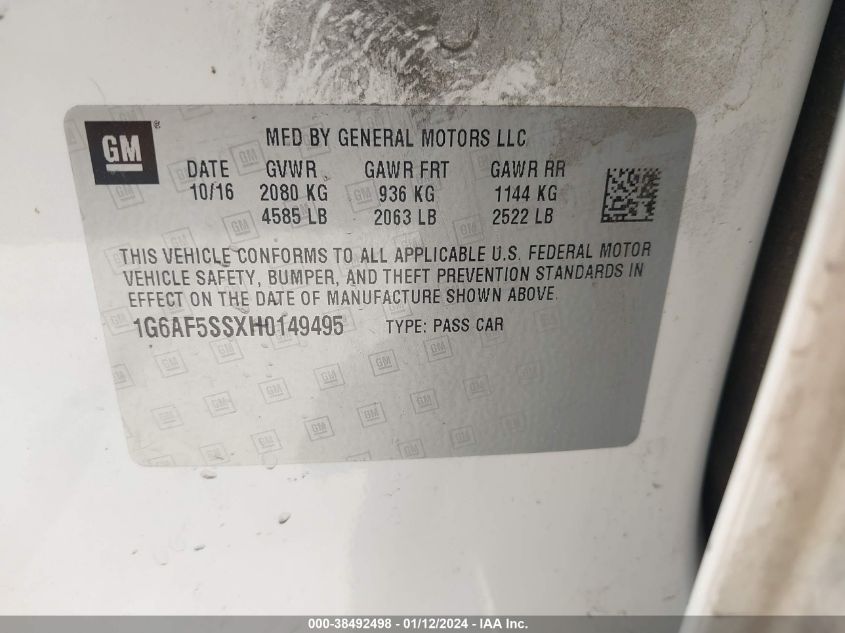 GM ®
MFD BY GENERAL MOTORS LLC
DATE GVWR GAWR FRT GAWR RR
10/16 2080 KG 936 KG 1144 KG
4585 LB 2063 LB 2522 LB
THIS VEHICLE CONFORMS TO ALL APPLICABLE U.S. FEDERAL MOTOR
VEHICLE SAFETY, BUMPER, AND THEFT PREVENTION STANDARDS IN
EFFECT ON THE DATE OF MANUFACTURE SHOWN ABOVE.
1G6AF5SSXH0149495 TYPE: PASS CAR
000-38492498 - 01/12/2024 - IAA Inc.